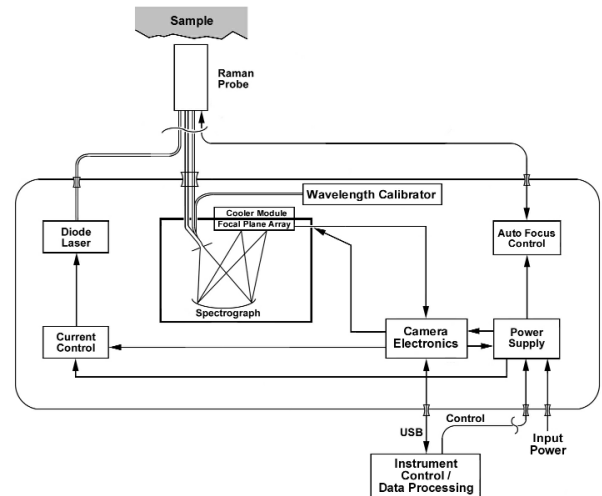 Sample
Raman
Probe
Wavelength Calibrator
Cooler Module
Focal Plane Array
Diode
Laser
Auto Focus
Control
Spectrograph
Current
Control
Camera
Electronics
Power
Supply
USB
Control
Input
Power
Instrument
Control /
Data Processing